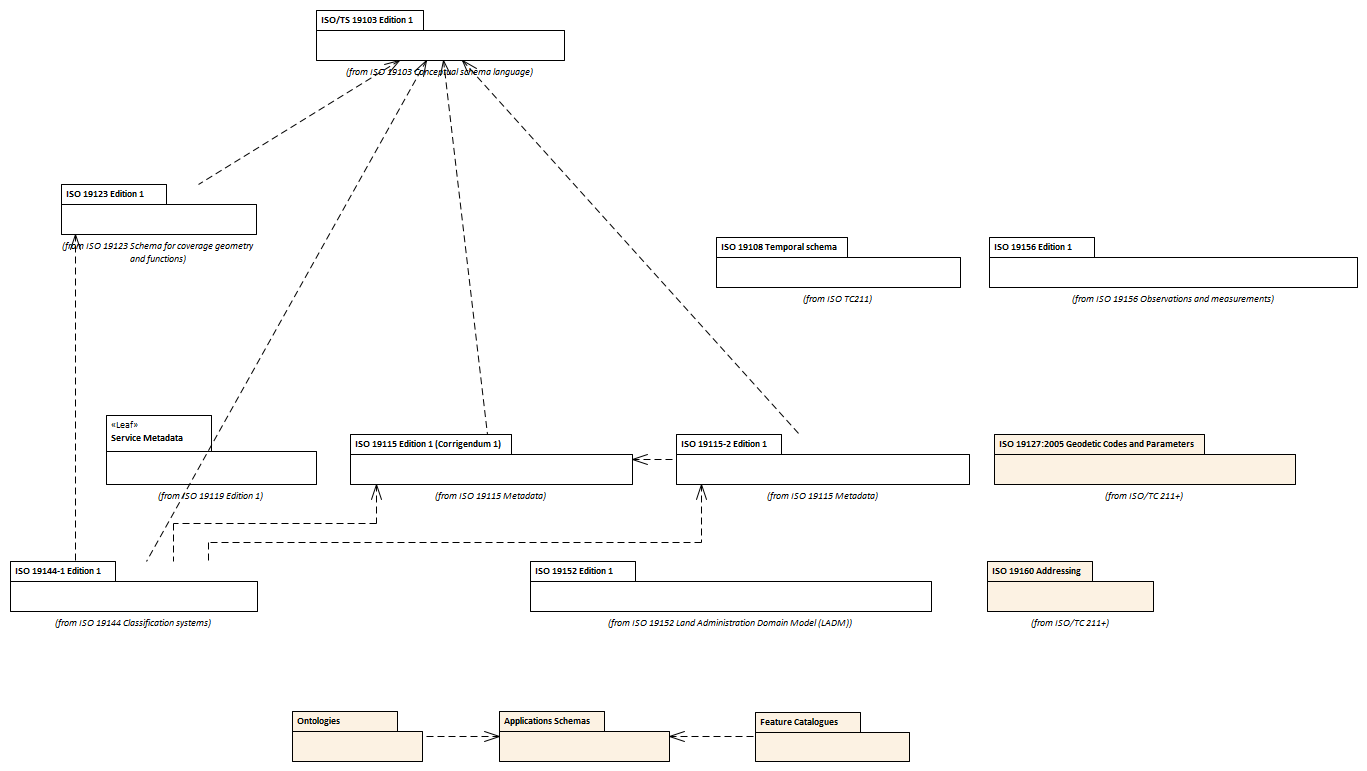 ISO/TS 19103 Edition 1
(from ISO 19103 Conceptual schema language)
ISO 19123 Edition 1
(from ISO 19123 Schema for coverage geometry
and functions)
ISO 19108 Temporal schema
(from ISO TC211)
ISO 19156 Edition 1
(from ISO 19156 Observations and measurements)
«Leaf»
Service Metadata
(from ISO 19119 Edition 1)
ISO 19115 Edition 1 (Corrigendum 1)
(from ISO 19115 Metadata)
ISO 19115-2 Edition 1
(from ISO 19115 Metadata)
ISO 19127:2005 Geodetic Codes and Parameters
(from ISO/TC 211+)
ISO 19144-1 Edition 1
(from ISO 19144 Classification systems)
ISO 19152 Edition 1
(from ISO 19152 Land Administration Domain Model (LADM))
ISO 19160 Addressing
(from ISO/TC 211+)
Ontologies
Applications Schemas
Feature Catalogues